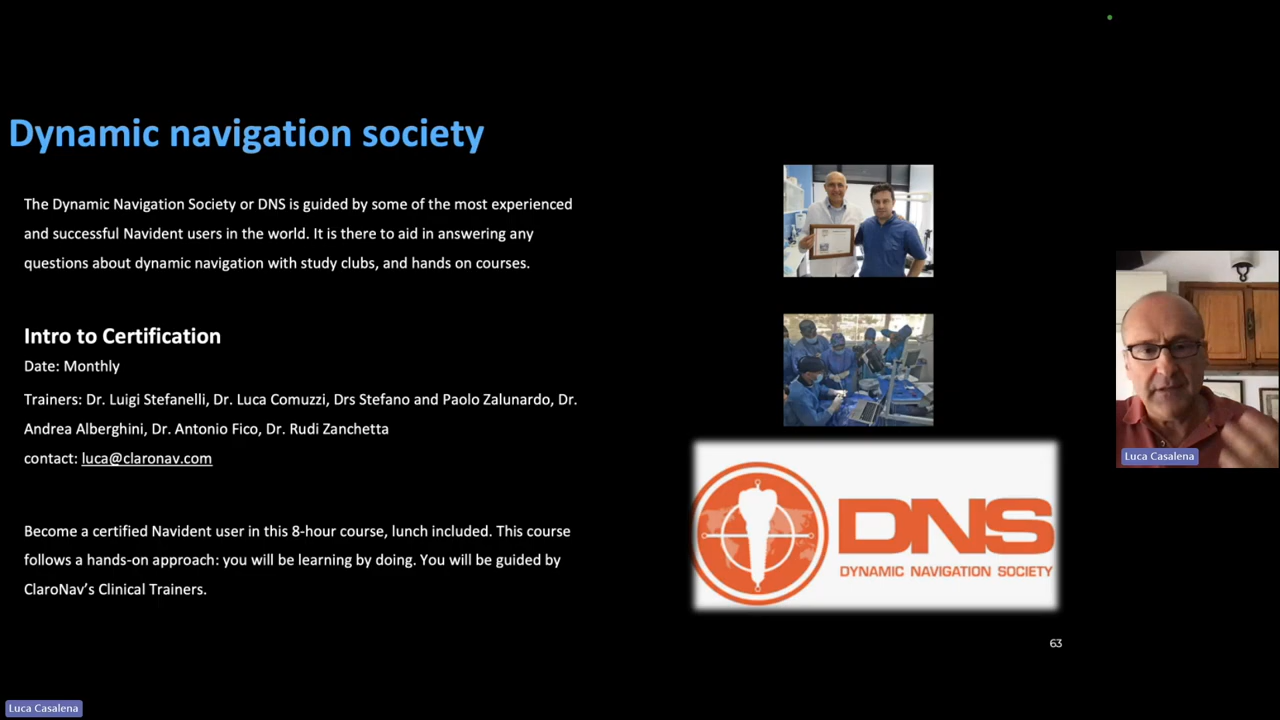 Dynamic navigation society
The Dynamic Navigation Society or DNS is guided by some of the most experienced
and successful Navident users in the world. It is there to aid in answering any
questions about dynamic navigation with study clubs, and hands on courses.
Intro to Certification
Date: Monthly
Trainers: Dr. Luigi Stefanelli, Dr. Luca Comuzzi, Drs Stefano and Paolo Zalunardo, Dr.
Andrea Alberghini, Dr. Antonio Fico, Dr. Rudi Zanchetta
contact: luca@claronav.com
Become a certified Navident user in this 8-hour course, lunch included. This course
follows a hands-on approach: you will be learning by doing. You will be guided by
ClaroNav’s Clinical Trainers.
DNS
DYNAMIC NAVIGATION SOCIETY
63
Luca Casalena
Luca Casalena